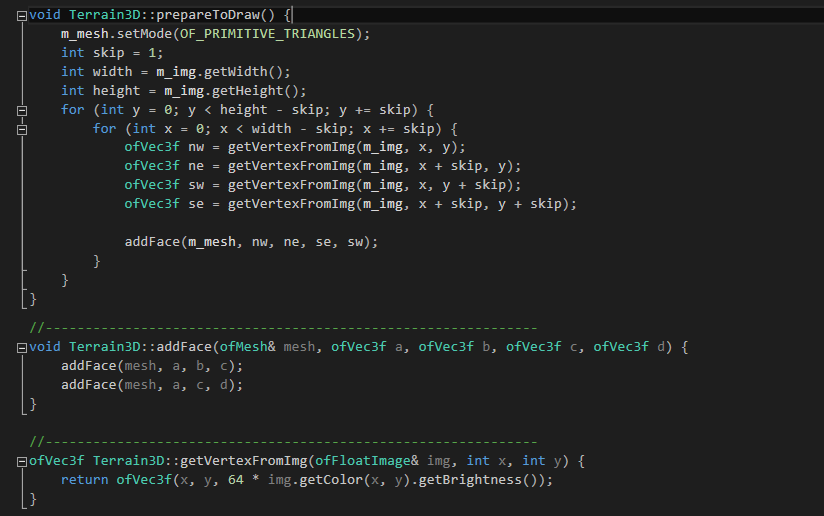 void Terrain3D::prepareToDraw() {
    m_mesh.setMode(OF_PRIMITIVE_TRIANGLES);
    int skip = 1;
    int width = m_img.getWidth();
    int height = m_img.getHeight();
    for (int y = 0; y < height - skip; y += skip) {
        for (int x = 0; x < width - skip; x += skip) {
            ofVec3f nw = getVertexFromImg(m_img, x, y);
            ofVec3f ne = getVertexFromImg(m_img, x + skip, y);
            ofVec3f sw = getVertexFromImg(m_img, x, y + skip);
            ofVec3f se = getVertexFromImg(m_img, x + skip, y + skip);

            addFace(m_mesh, nw, ne, se, sw);
        }
    }
}
//--------------------------------------------------------------
void Terrain3D::addFace(ofMesh& mesh, ofVec3f a, ofVec3f b, ofVec3f c, ofVec3f d) {
    addFace(mesh, a, b, c);
    addFace(mesh, a, c, d);
}

//--------------------------------------------------------------
ofVec3f Terrain3D::getVertexFromImg(ofFloatImage& img, int x, int y) {
    return ofVec3f(x, y, 64 * img.getColor(x, y).getBrightness());
}